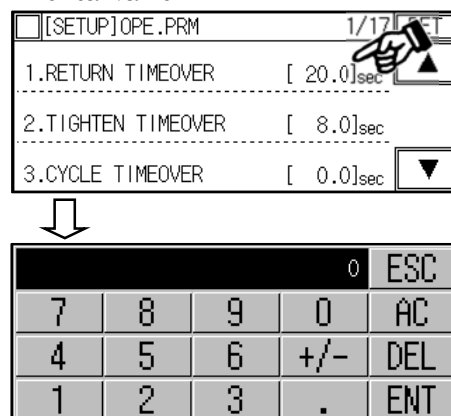 [SETUP]OPE.PRM 1/17
1.RETURN TIMEOVER [ 20.0]sec ▲
2.TIGHTEN TIMEOVER [ 8.0]sec
3.CYCLE TIMEOVER [ 0.0]sec ▼
0 ESC
7 8 9 0 AC
4 5 6 +/- DEL
1 2 3 . ENT